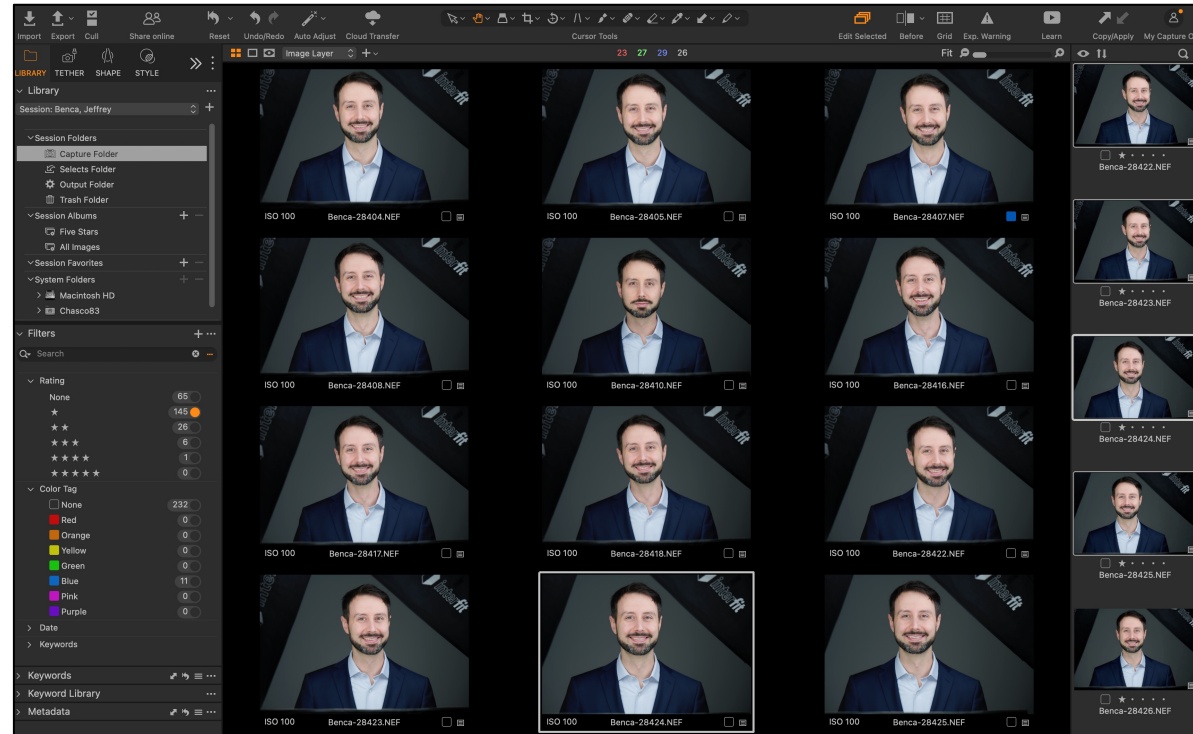 Import Export Cull Share online Reset Undo/Redo Auto Adjust Cloud Transfer Cursor Tools Edit Selected Before Grid Exp. Warning Learn Copy/Apply My Capture O
LIBRARY TETHER SHAPE STYLE
Image Layer
23 27 29 26
Fit
Library
Session: Benca, Jeffrey
Session Folders
Capture Folder
Selects Folder
Output Folder
Trash Folder
Session Albums
Five Stars
All Images
Session Favorites
System Folders
Macintosh HD
Chasco83
Filters
Search
Rating
None 65
★ 145
★★ 26
★★★ 6
★★★★ 1
★★★★★ 0
Color Tag
None 232
Red 0
Orange 0
Yellow 0
Green 0
Blue 11
Pink 0
Purple 0
Date
Keywords
Keywords
Keyword Library
Metadata
ISO 100 Benca-28404.NEF
ISO 100 Benca-28405.NEF
ISO 100 Benca-28407.NEF
ISO 100 Benca-28408.NEF
ISO 100 Benca-28410.NEF
ISO 100 Benca-28416.NEF
ISO 100 Benca-28417.NEF
ISO 100 Benca-28418.NEF
ISO 100 Benca-28422.NEF
ISO 100 Benca-28423.NEF
ISO 100 Benca-28424.NEF
ISO 100 Benca-28425.NEF
Benca-28422.NEF
Benca-28423.NEF
Benca-28424.NEF
Benca-28425.NEF
Benca-28426.NEF